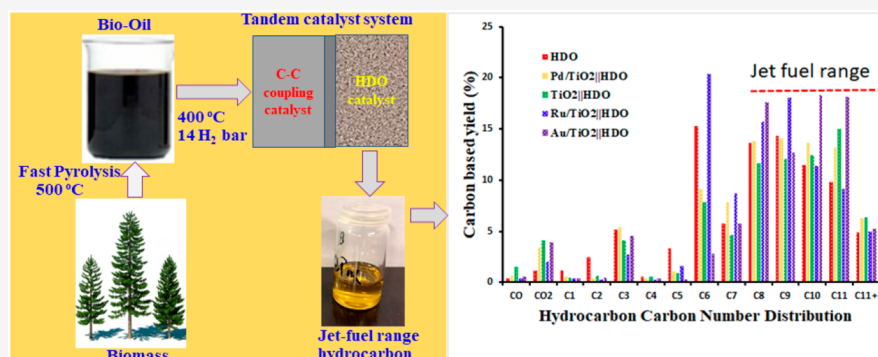 Bio-Oil
Tandem catalyst system
C-C
coupling
catalyst
HDO
catalyst
400 °C
14 H2 bar
Fast Pyrolysis
500 °C
Biomass
Jet-fuel range
hydrocarbon
Carbon based yield (%)
25
20
15
10
5
0
HDO
Pd/TiO2||HDO
TiO2||HDO
Ru/TiO2||HDO
Au/TiO2||HDO
Jet fuel range
CO CO2 C1 C2 C3 C4 C5 C6 C7 C8 C9 C10 C11 C11+
Hydrocarbon Carbon Number Distribution